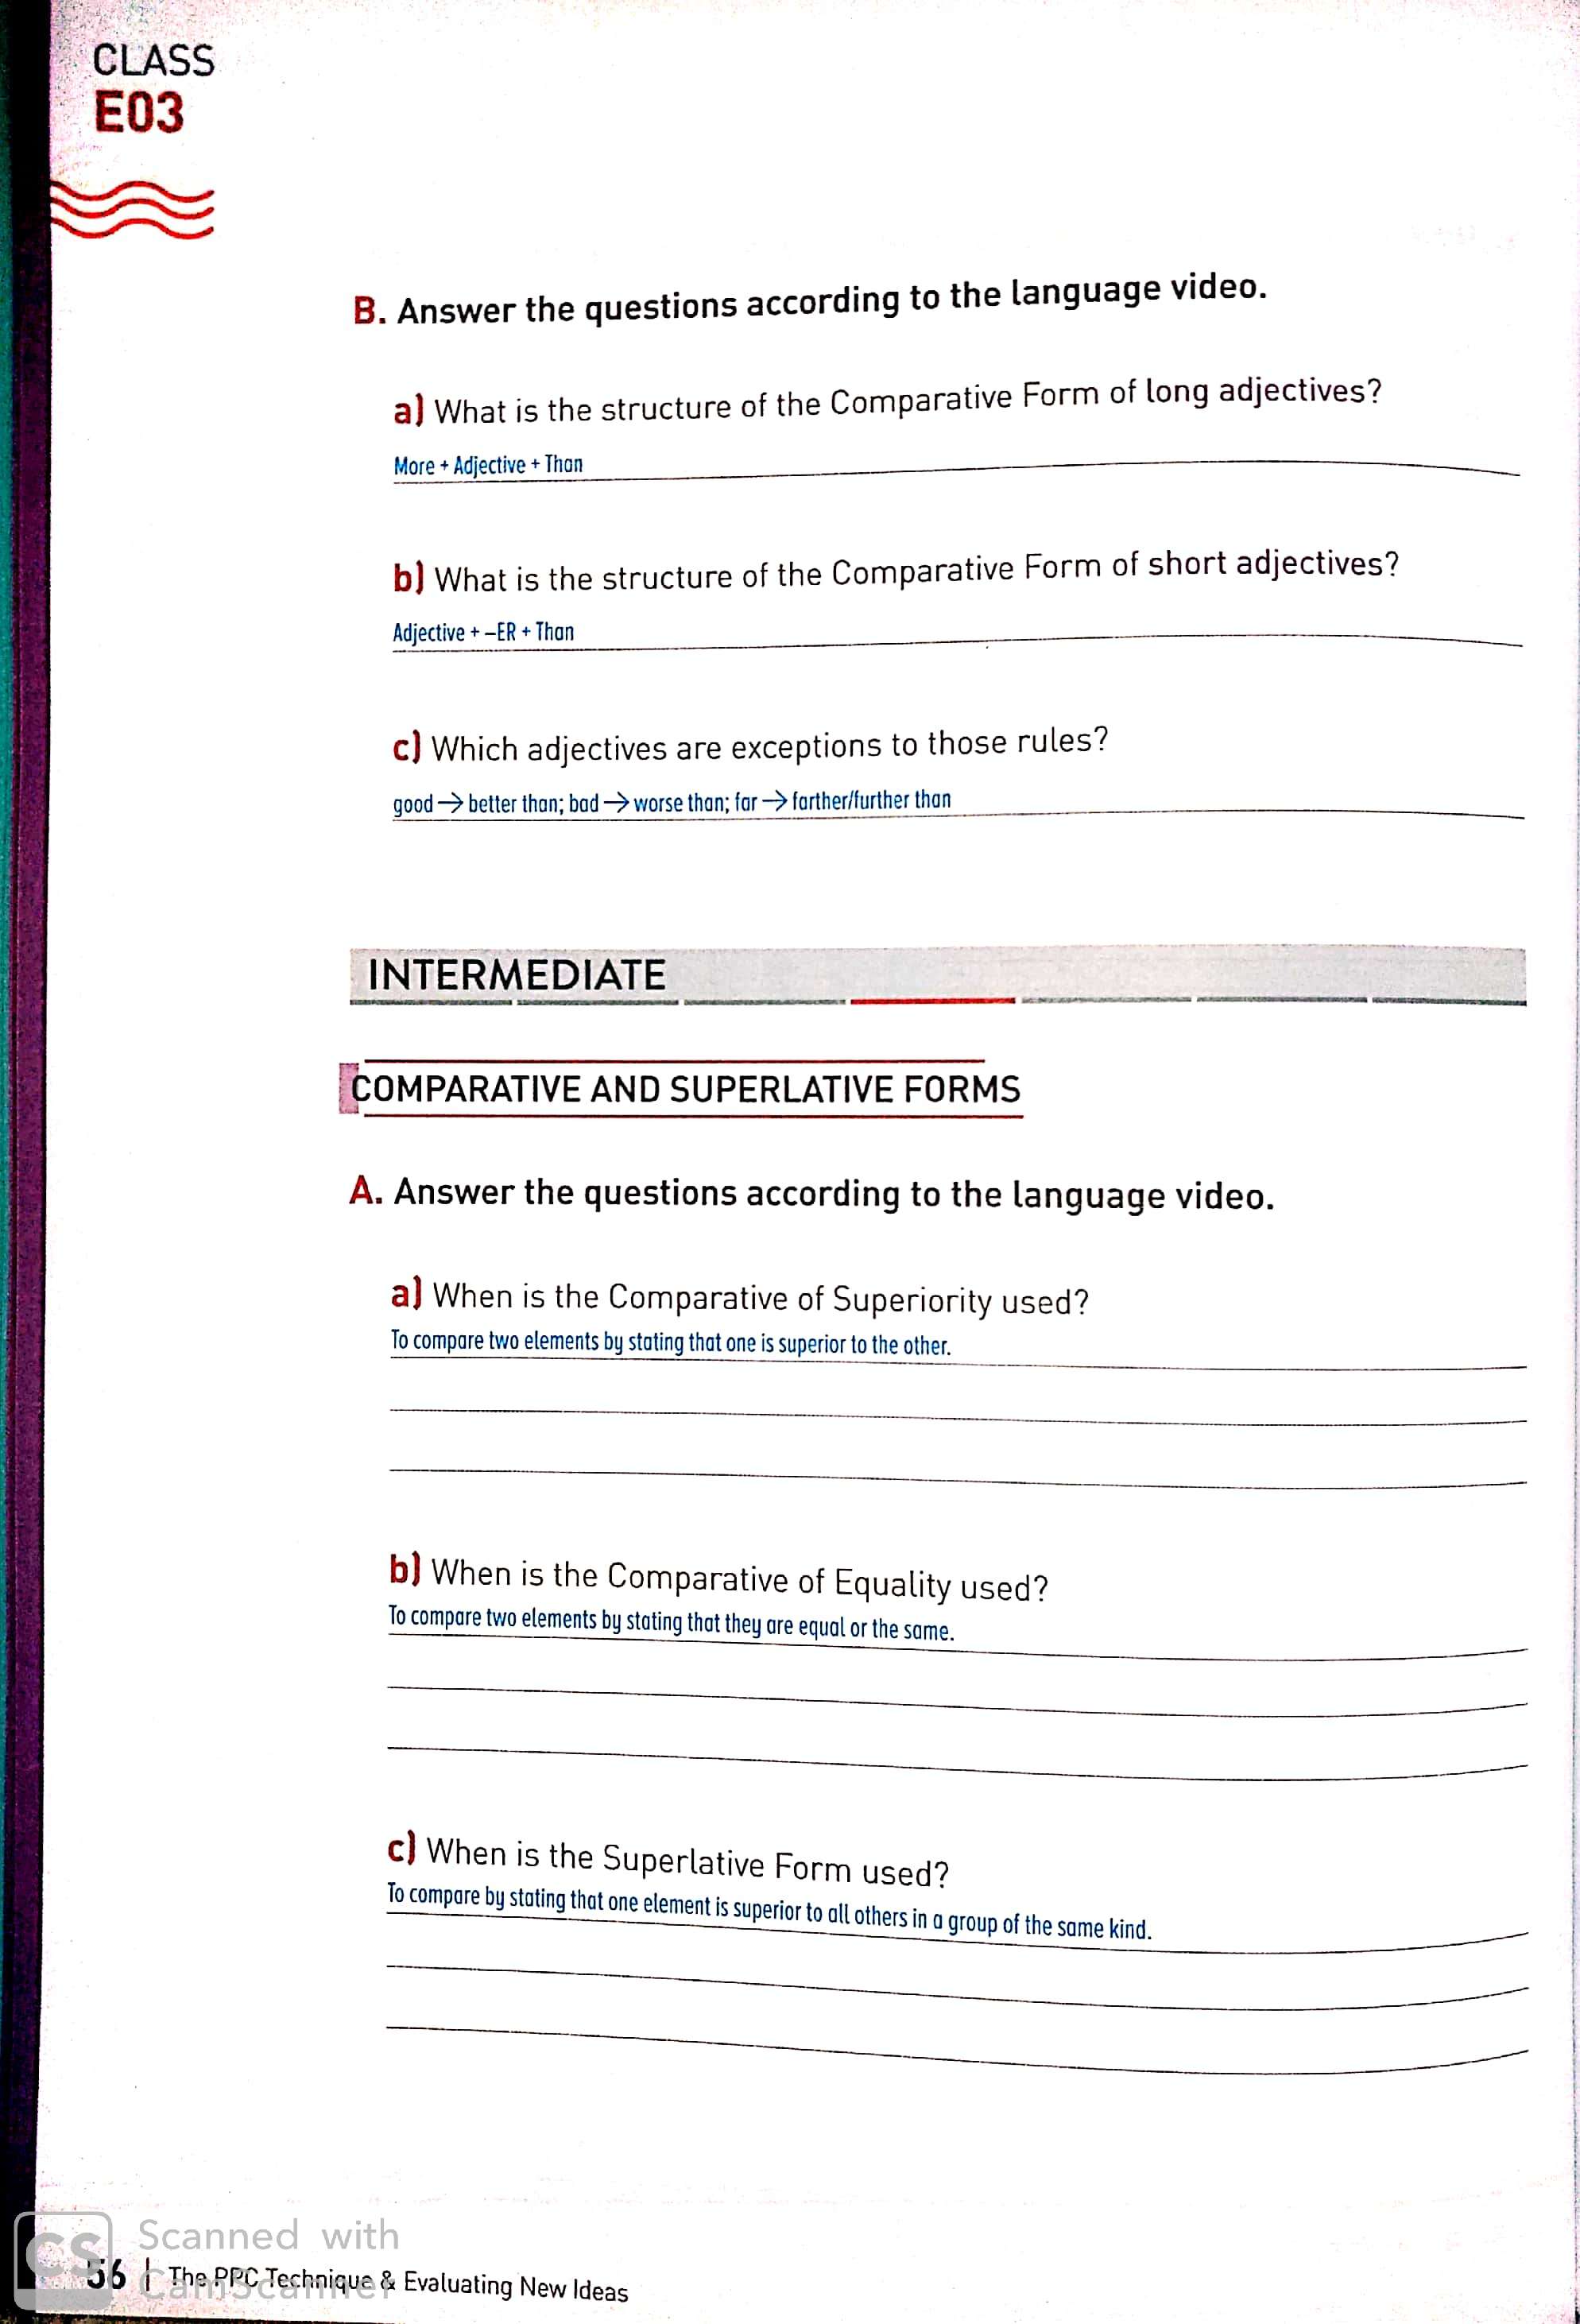 CLASS
E03
B. Answer the questions according to the language video.
a) What is the structure of the Comparative Form of long adjectives?
More + Adjective + Than
b) What is the structure of the Comparative Form of short adjectives?
Adjective + –ER + Than
c) Which adjectives are exceptions to those rules?
good → better than; bad → worse than; far → farther/further than
INTERMEDIATE
COMPARATIVE AND SUPERLATIVE FORMS
A. Answer the questions according to the language video.
a) When is the Comparative of Superiority used?
To compare two elements by stating that one is superior to the other.
b) When is the Comparative of Equality used?
To compare two elements by stating that they are equal or the same.
c) When is the Superlative Form used?
To compare by stating that one element is superior to all others in a group of the same kind.
CS Scanned with
CamScanner
56 | The PPC Technique & Evaluating New Ideas